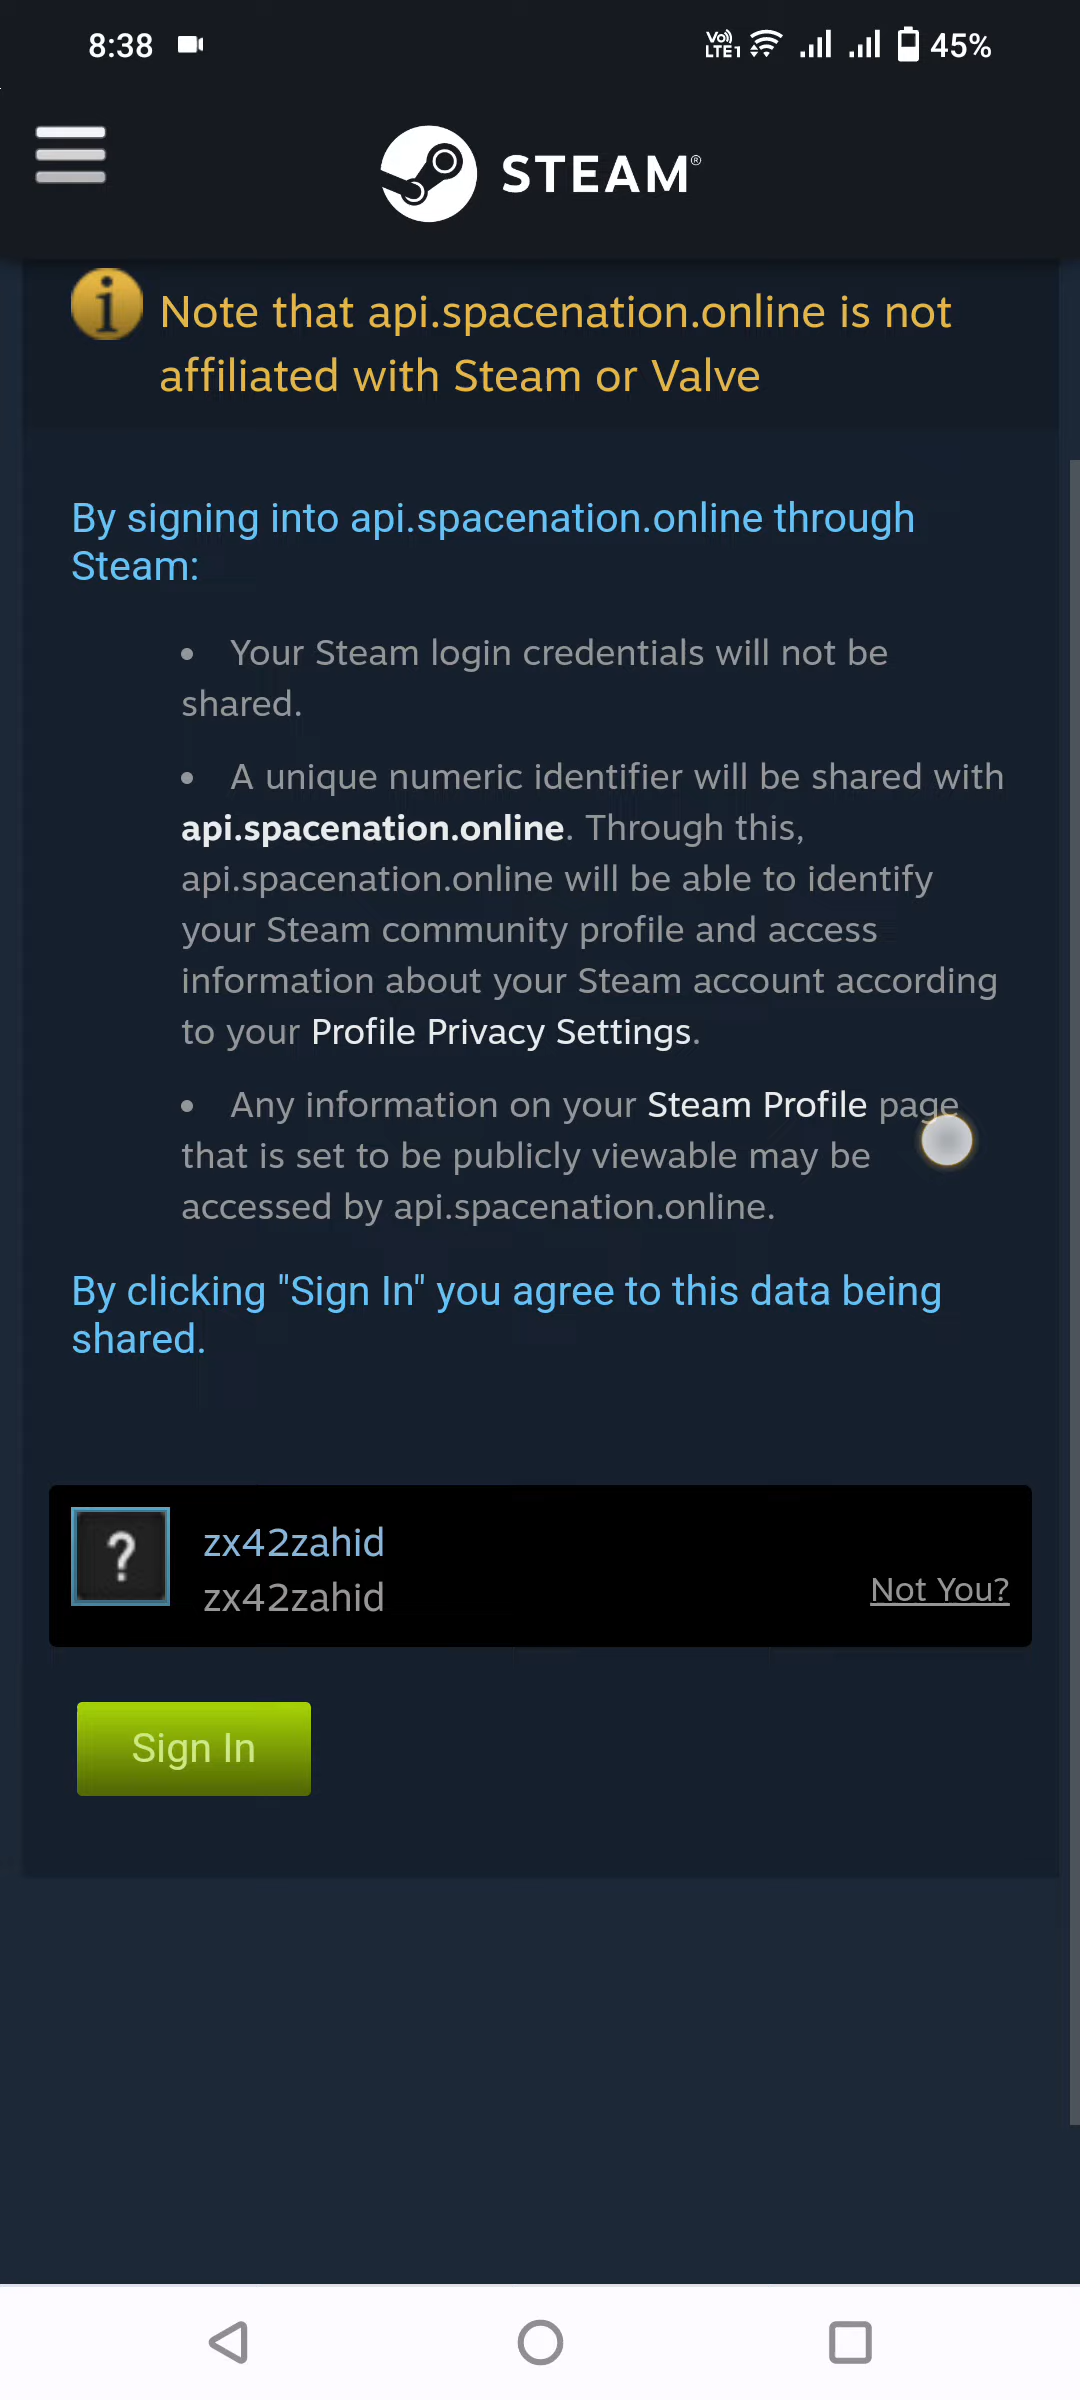 8:38
Vo)) LTE1
45%
STEAM®
Note that api.spacenation.online is not
affiliated with Steam or Valve
By signing into api.spacenation.online through
Steam:
• Your Steam login credentials will not be
shared.
• A unique numeric identifier will be shared with
api.spacenation.online. Through this,
api.spacenation.online will be able to identify
your Steam community profile and access
information about your Steam account according
to your Profile Privacy Settings.
• Any information on your Steam Profile page
that is set to be publicly viewable may be
accessed by api.spacenation.online.
By clicking "Sign In" you agree to this data being
shared.
?
zx42zahid
zx42zahid
Not You?
Sign In